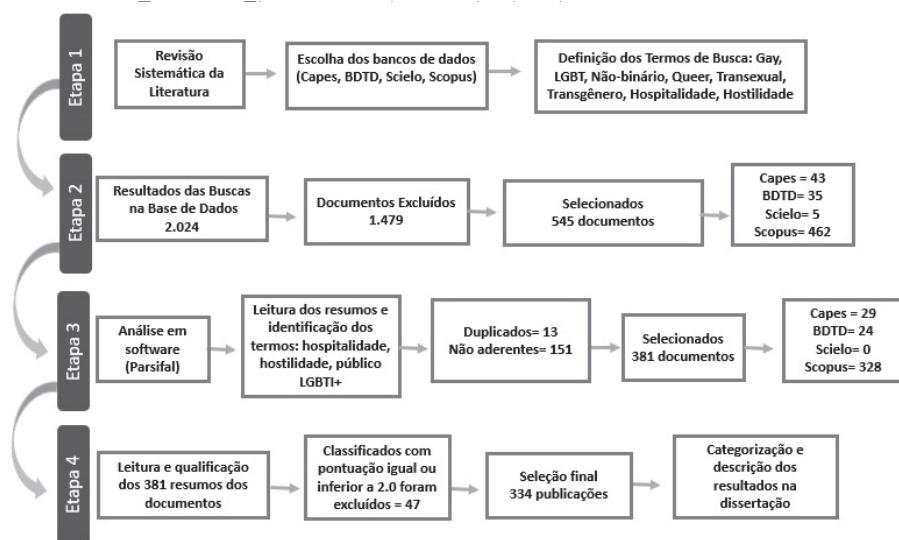 Etapa 1
Revisão
Sistemática da
Literatura
Escolha dos bancos de dados
(Capes, BDTD, Scielo, Scopus)
Definição dos Termos de Busca: Gay,
LGBT, Não-binário, Queer, Transexual,
Transgênero, Hospitalidade, Hostilidade
Etapa 2
Resultados das Buscas
na Base de Dados
2.024
Documentos Excluídos
1.479
Selecionados
545 documentos
Capes = 43
BDTD= 35
Scielo= 5
Scopus= 462
Etapa 3
Análise em
software
(Parsifal)
Leitura dos resumos e
identificação dos
termos: hospitalidade,
hostilidade, público
LGBTI+
Duplicados= 13
Não aderentes= 151
Selecionados
381 documentos
Capes = 29
BDTD= 24
Scielo= 0
Scopus= 328
Etapa 4
Leitura e qualificação
dos 381 resumos dos
documentos
Classificados com
pontuação igual ou
inferior a 2.0 foram
excluídos = 47
Seleção final
334 publicações
Categorização e
descrição dos
resultados na
dissertação